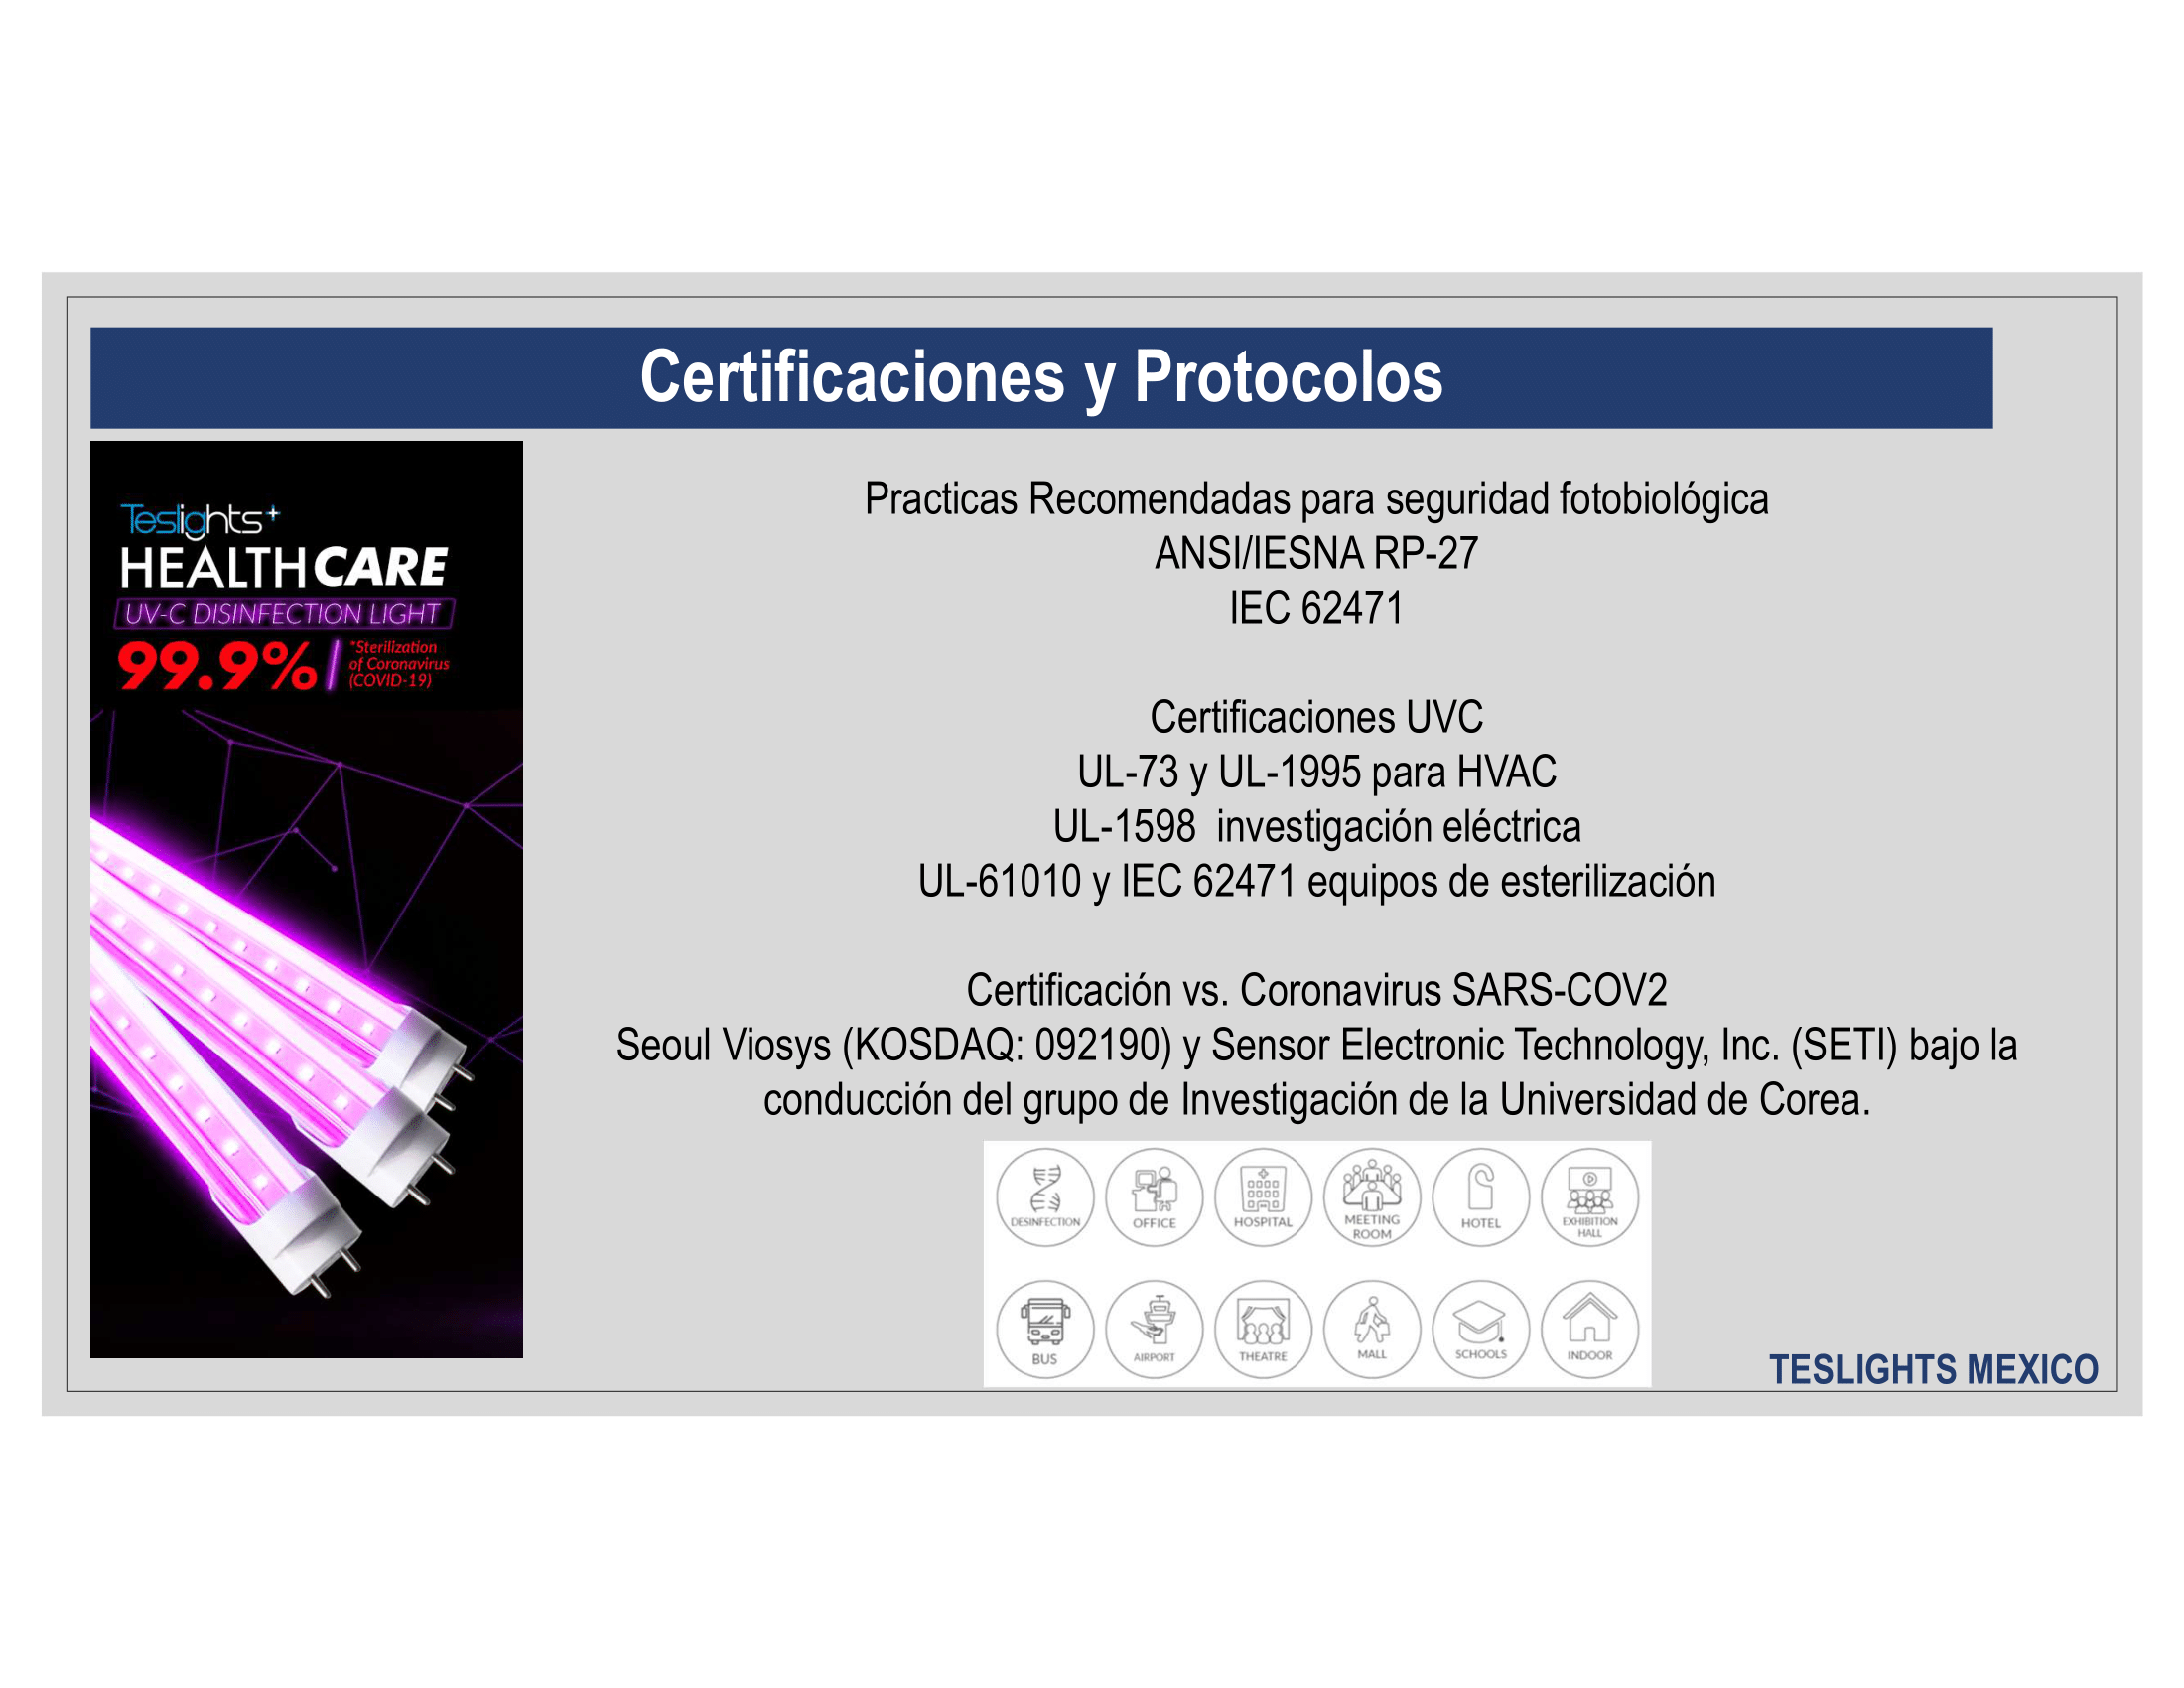 Certificaciones y Protocolos
Teslights+
HEALTHCARE
UV-C DISINFECTION LIGHT
99.9%
*Sterilization
of Coronavirus
(COVID-19)
Practicas Recomendadas para seguridad fotobiológica
ANSI/IESNA RP-27
IEC 62471
Certificaciones UVC
UL-73 y UL-1995 para HVAC
UL-1598  investigación eléctrica
UL-61010 y IEC 62471 equipos de esterilización
Certificación vs. Coronavirus SARS-COV2
Seoul Viosys (KOSDAQ: 092190) y Sensor Electronic Technology, Inc. (SETI) bajo la
conducción del grupo de Investigación de la Universidad de Corea.
DESINFECTION
OFFICE
HOSPITAL
MEETING
ROOM
HOTEL
EXHIBITION
HALL
BUS
AIRPORT
THEATRE
MALL
SCHOOLS
INDOOR
TESLIGHTS MEXICO